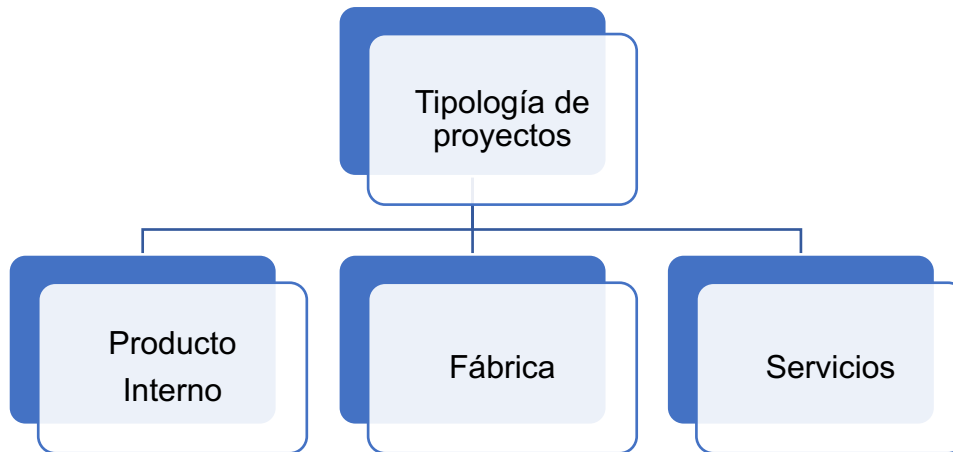 Tipología de
proyectos
Producto
Interno
Fábrica
Servicios